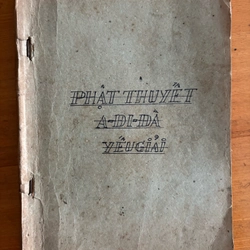 PHẬT THUYẾT
A-DI-ĐÀ
YẾU GIẢI